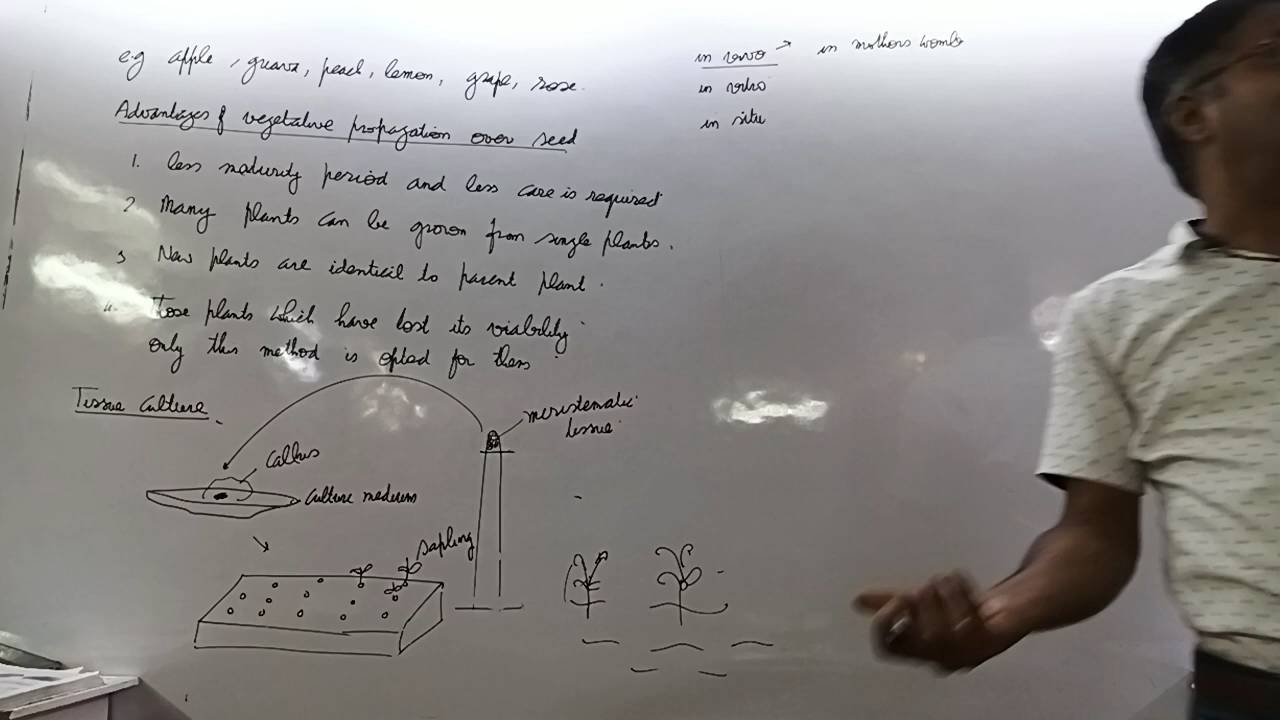 e.g apple, guava, peach, lemon, grape, rose.
Advantages of vegetative propagation over seed
1. less maturity period and less care is required
2 Many plants can be grown from single plants.
3 New plants are identical to parent plant.
4. Tose plants which have lost its viability
only this method is opted for them
Tissue Culture
meristematic
tissue
Callus
Culture medium
Sapling
in vivo → in mothers womb
in vitro
in situ